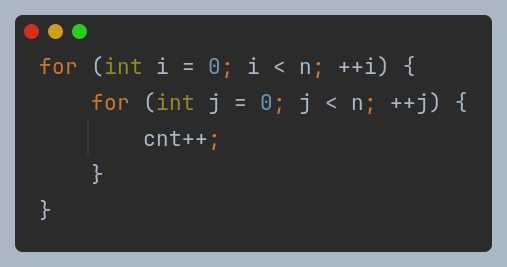 for (int i = 0; i < n; ++i) {
    for (int j = 0; j < n; ++j) {
        cnt++;
    }
}